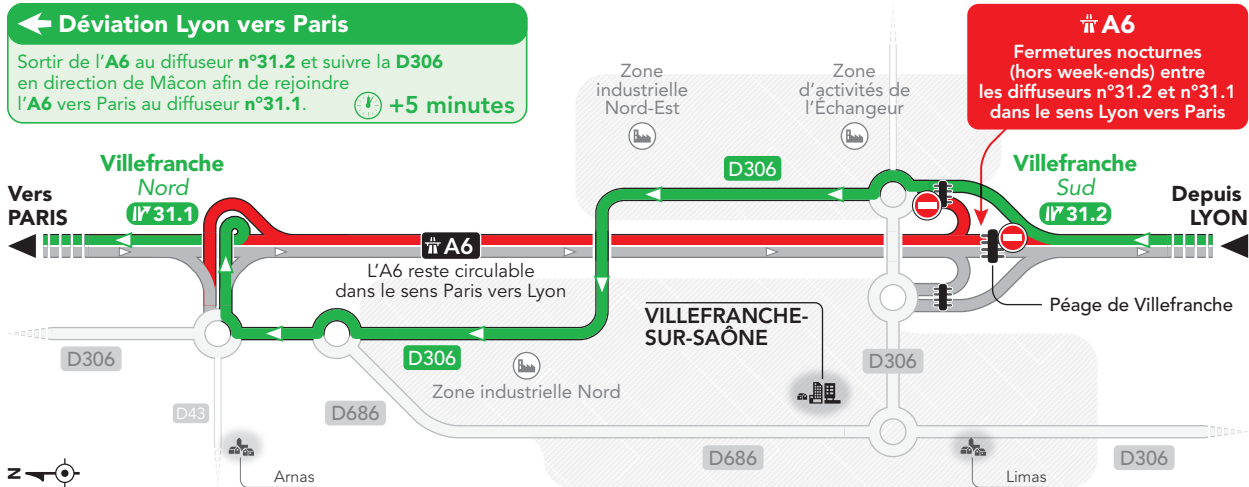 Déviation Lyon vers Paris
Sortir de l'A6 au diffuseur n°31.2 et suivre la D306
en direction de Mâcon afin de rejoindre
l'A6 vers Paris au diffuseur n°31.1.
+5 minutes
A6
Fermetures nocturnes
(hors week-ends) entre
les diffuseurs n°31.2 et n°31.1
dans le sens Lyon vers Paris
Zone
industrielle
Nord-Est
Zone
d'activités de
l'Échangeur
Villefranche
Nord
31.1
Vers
PARIS
D306
Villefranche
Sud
31.2
Depuis
LYON
A6
L'A6 reste circulable
dans le sens Paris vers Lyon
VILLEFRANCHE-
SUR-SAÔNE
Péage de Villefranche
D306
D306
D306
Zone industrielle Nord
D43
D686
D686
D306
Arnas
Limas
N